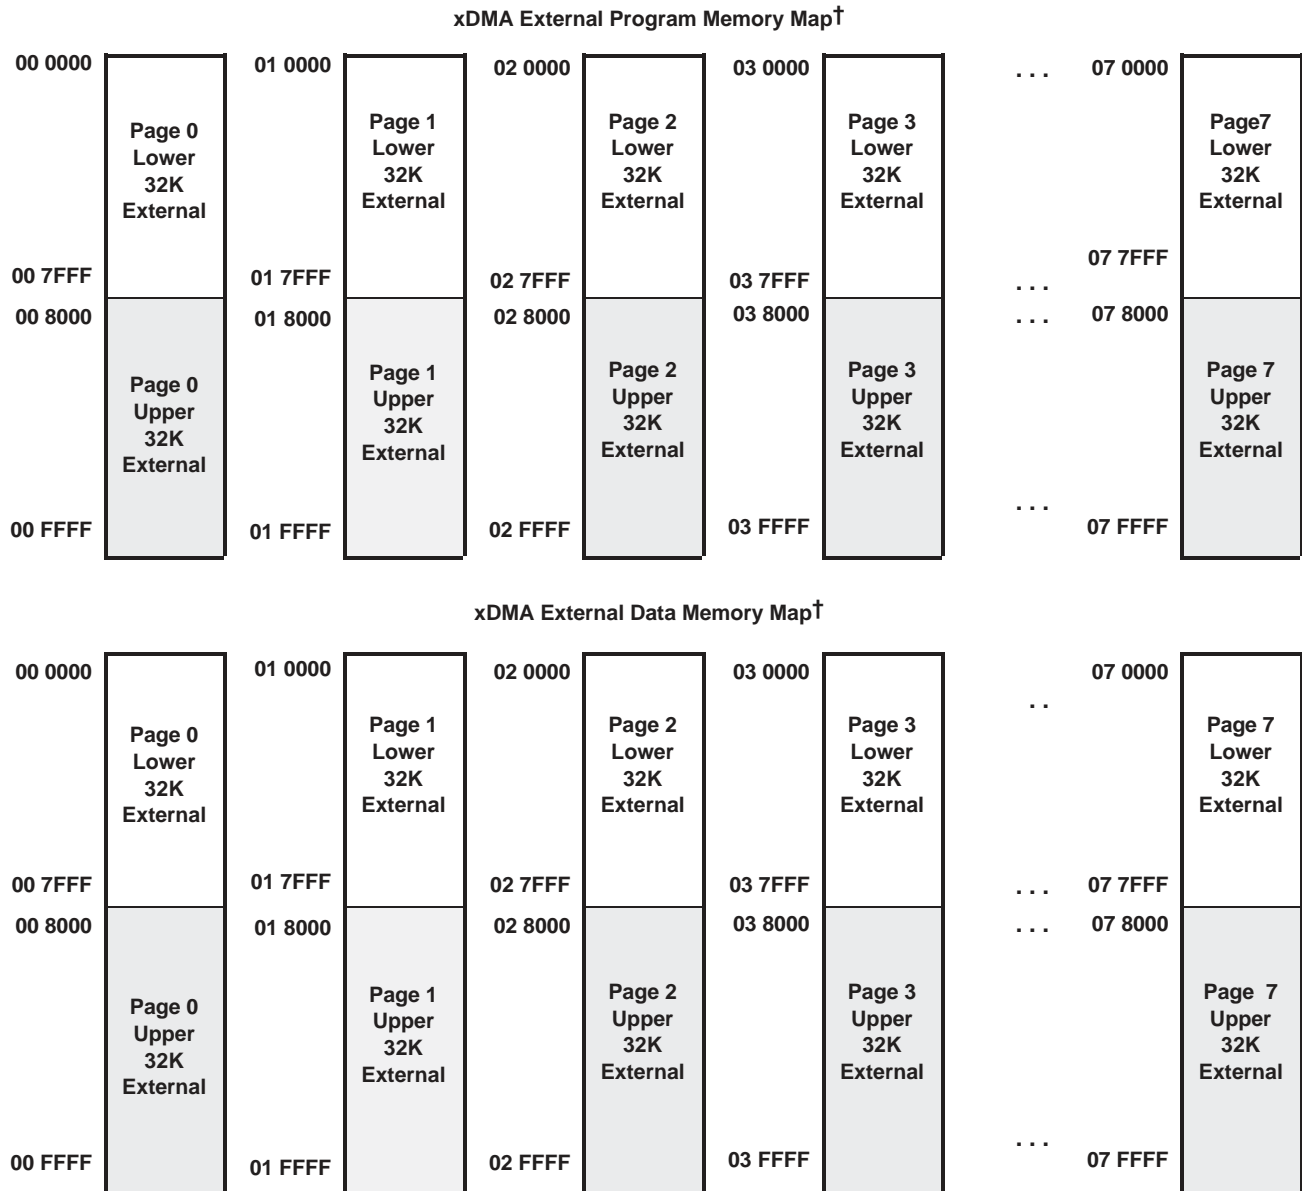 xDMA External Program Memory Map†
00 0000
01 0000
02 0000
03 0000
. . .
07 0000
Page 0
Lower
32K
External
Page 1
Lower
32K
External
Page 2
Lower
32K
External
Page 3
Lower
32K
External
Page7
Lower
32K
External
00 7FFF
01 7FFF
02 7FFF
03 7FFF
. . .
07 7FFF
00 8000
01 8000
02 8000
03 8000
. . .
07 8000
Page 0
Upper
32K
External
Page 1
Upper
32K
External
Page 2
Upper
32K
External
Page 3
Upper
32K
External
Page 7
Upper
32K
External
00 FFFF
01 FFFF
02 FFFF
03 FFFF
. . .
07 FFFF
xDMA External Data Memory Map†
00 0000
01 0000
02 0000
03 0000
. .
07 0000
Page 0
Lower
32K
External
Page 1
Lower
32K
External
Page 2
Lower
32K
External
Page 3
Lower
32K
External
Page 7
Lower
32K
External
00 7FFF
01 7FFF
02 7FFF
03 7FFF
. . .
07 7FFF
00 8000
01 8000
02 8000
03 8000
. . .
07 8000
Page 0
Upper
32K
External
Page 1
Upper
32K
External
Page 2
Upper
32K
External
Page 3
Upper
32K
External
Page 7
Upper
32K
External
00 FFFF
01 FFFF
02 FFFF
03 FFFF
. . .
07 FFFF